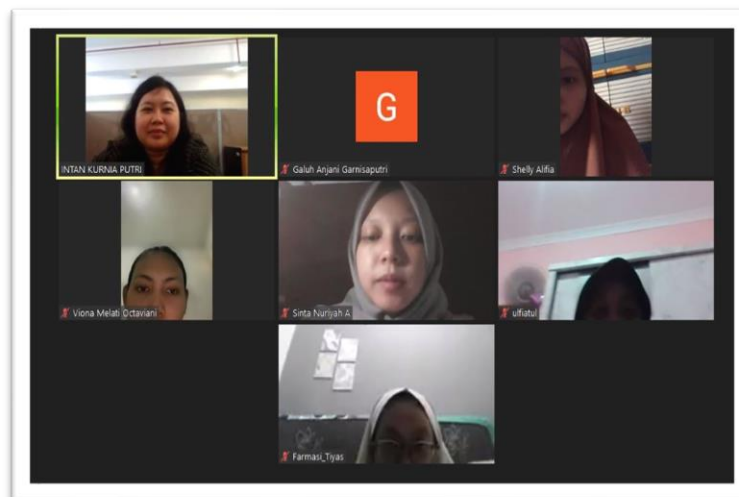 INTAN KURNIA PUTRI
G
Galuh Anjani Garnisaputri
Shelly Alifia
Viona Melati Octaviani
Sinta Nuriyah A
ulfiatul
Farmasi_Tiyas